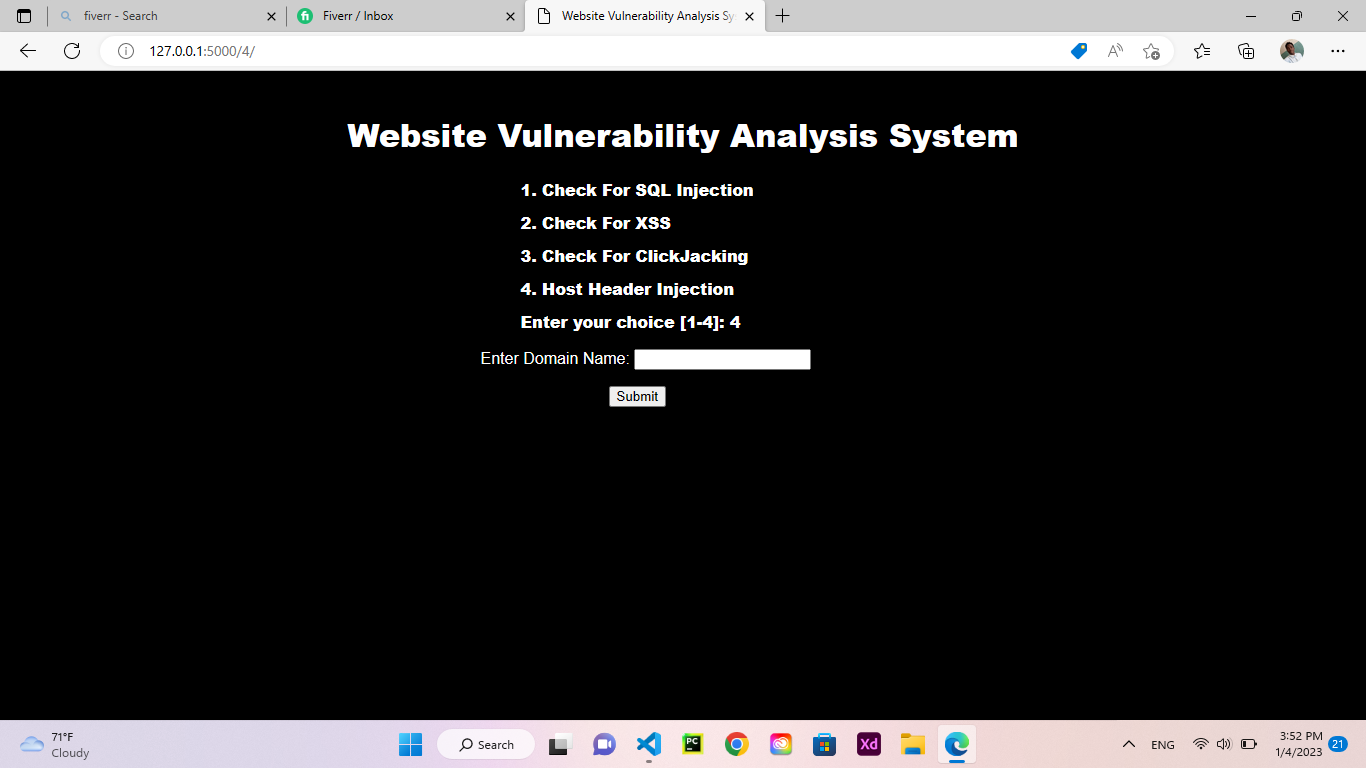 fiverr - Search
Fiverr / Inbox
Website Vulnerability Analysis Sy
127.0.0.1:5000/4/
Website Vulnerability Analysis System
1. Check For SQL Injection
2. Check For XSS
3. Check For ClickJacking
4. Host Header Injection
Enter your choice [1-4]: 4
Enter Domain Name:
Submit
71°F
Cloudy
Search
PC
Xd
ENG
3:52 PM
1/4/2023
21